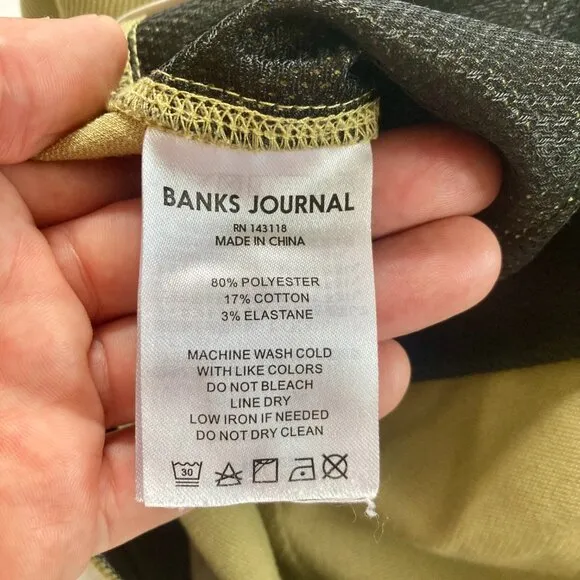 BANKS JOURNAL
RN 143118
MADE IN CHINA
80% POLYESTER
17% COTTON
3% ELASTANE
MACHINE WASH COLD
WITH LIKE COLORS
DO NOT BLEACH
LINE DRY
LOW IRON IF NEEDED
DO NOT DRY CLEAN
30